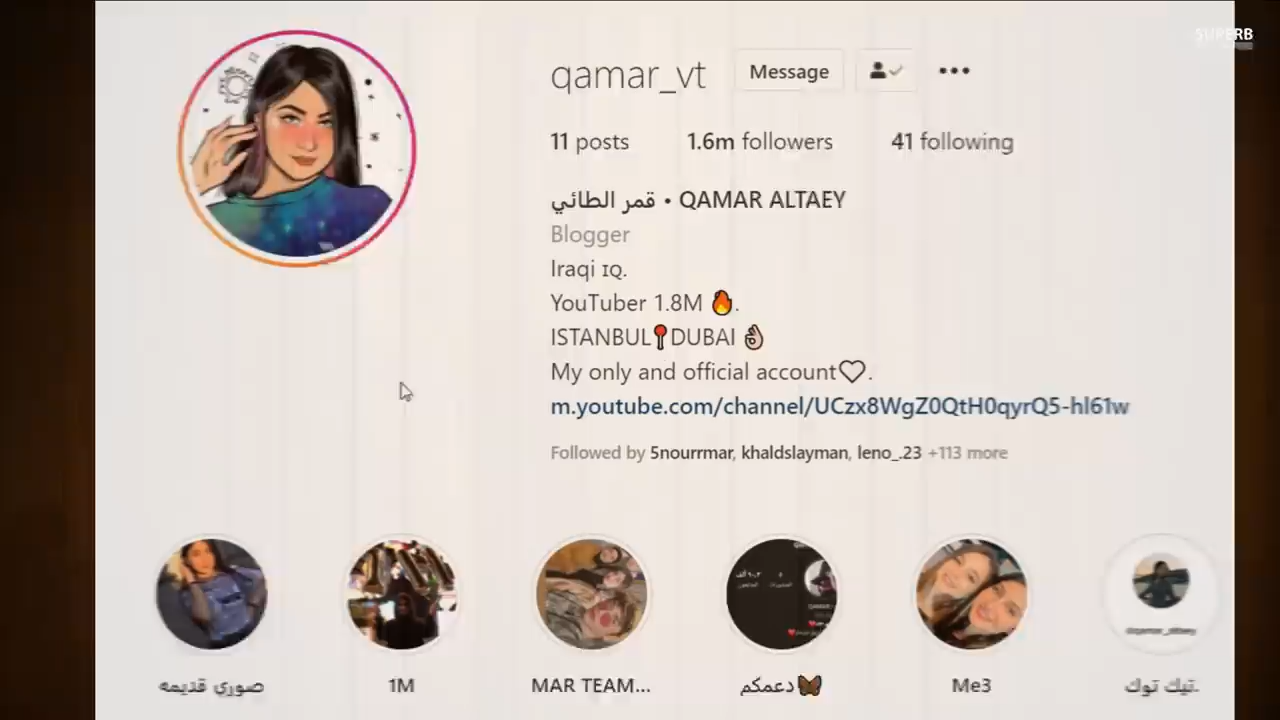 SUPERB
qamar_vt Message
11 posts 1.6m followers 41 following
قمر الطائي • QAMAR ALTAEY
Blogger
Iraqi ɪQ.
YouTuber 1.8M 🔥.
ISTANBUL📍DUBAI 👌🏼
My only and official account♡.
m.youtube.com/channel/UCzx8WgZ0QtH0qyrQ5-hl61w
Followed by 5nourrmar, khaldslayman, leno_.23 +113 more
صوري قديمه 1M MAR TEAM... دعمكم🦋 Me3 تيك توك.